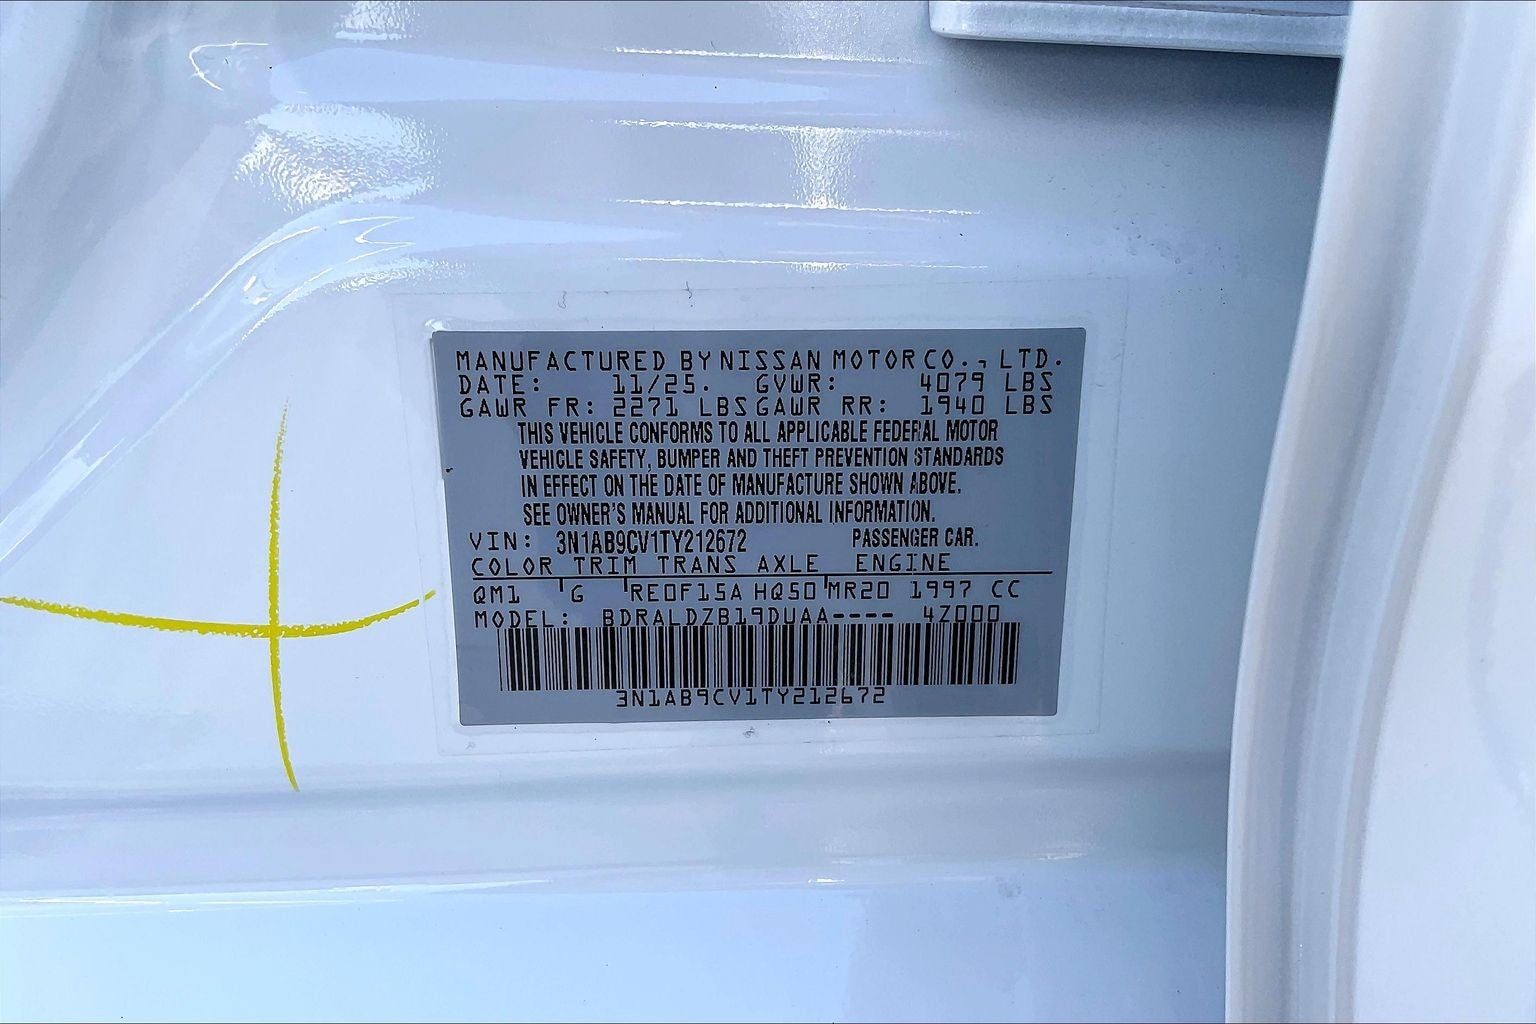 MANUFACTURED BY NISSAN MOTOR CO., LTD.
DATE: 11/25. GVWR: 4079 LBS
GAWR FR: 2271 LBS GAWR RR: 1940 LBS
THIS VEHICLE CONFORMS TO ALL APPLICABLE FEDERAL MOTOR
VEHICLE SAFETY, BUMPER AND THEFT PREVENTION STANDARDS
IN EFFECT ON THE DATE OF MANUFACTURE SHOWN ABOVE.
SEE OWNER'S MANUAL FOR ADDITIONAL INFORMATION.
VIN: 3N1AB9CV1TY212672 PASSENGER CAR.
COLOR TRIM TRANS AXLE ENGINE
QM1 G RE0F15A HQ50 MR20 1997 CC
MODEL: BDRALDZB19DUAA---- 4Z000
3N1AB9CV1TY212672